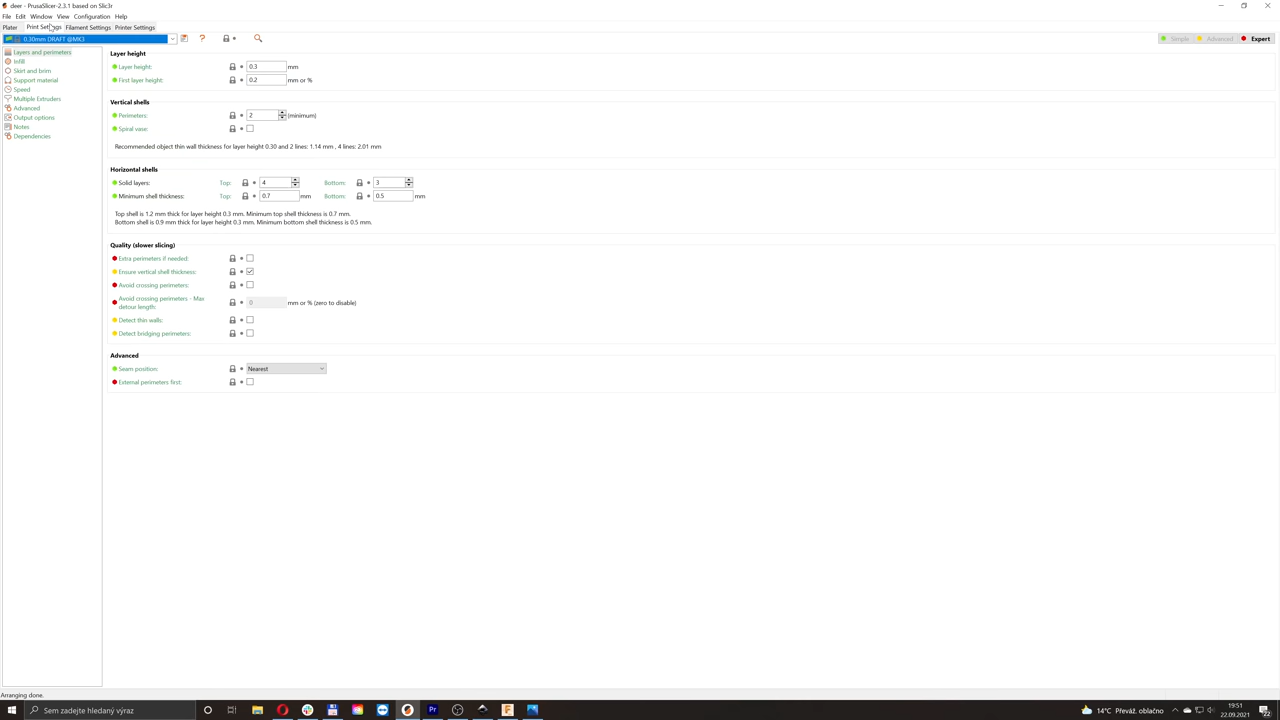 deer - PrusaSlicer-2.3.1 based on Slic3r
File Edit Window View Configuration Help
Plater Print Settings Filament Settings Printer Settings
0.30mm DRAFT @MK3 ? Simple Advanced Expert
Layers and perimeters
Infill
Skirt and brim
Support material
Speed
Multiple Extruders
Advanced
Output options
Notes
Dependencies
Layer height
Layer height: 0.3 mm
First layer height: 0.2 mm or %
Vertical shells
Perimeters: 2 (minimum)
Spiral vase:
Recommended object thin wall thickness for layer height 0.30 and 2 lines: 1.14 mm , 4 lines: 2.01 mm
Horizontal shells
Solid layers: Top: 4 Bottom: 3
Minimum shell thickness: Top: 0.7 mm Bottom: 0.5 mm
Top shell is 1.2 mm thick for layer height 0.3 mm. Minimum top shell thickness is 0.7 mm.
Bottom shell is 0.9 mm thick for layer height 0.3 mm. Minimum bottom shell thickness is 0.5 mm.
Quality (slower slicing)
Extra perimeters if needed:
Ensure vertical shell thickness:
Avoid crossing perimeters:
Avoid crossing perimeters - Max
detour length: 0 mm or % (zero to disable)
Detect thin walls:
Detect bridging perimeters:
Advanced
Seam position: Nearest
External perimeters first:
Arranging done.
Sem zadejte hledaný výraz
Pr
F
14°C Převáž. oblačno
19:51
22.09.2021
22